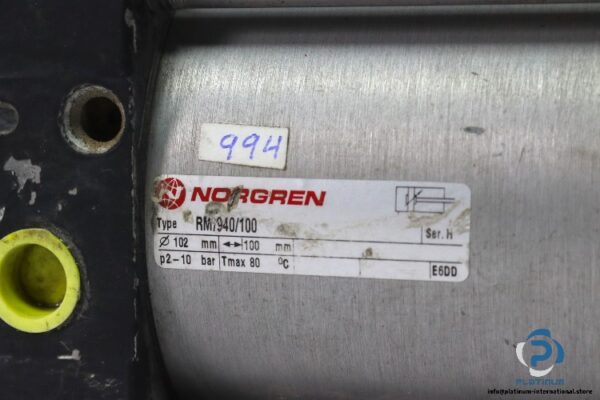 994
NORGREN
Type RM/940/100
Ser. H
Ø 102 mm ◄-► 100 mm
p2-10 bar Tmax 80 °C
E6DD
PLATINUM
info@platinum-international.store